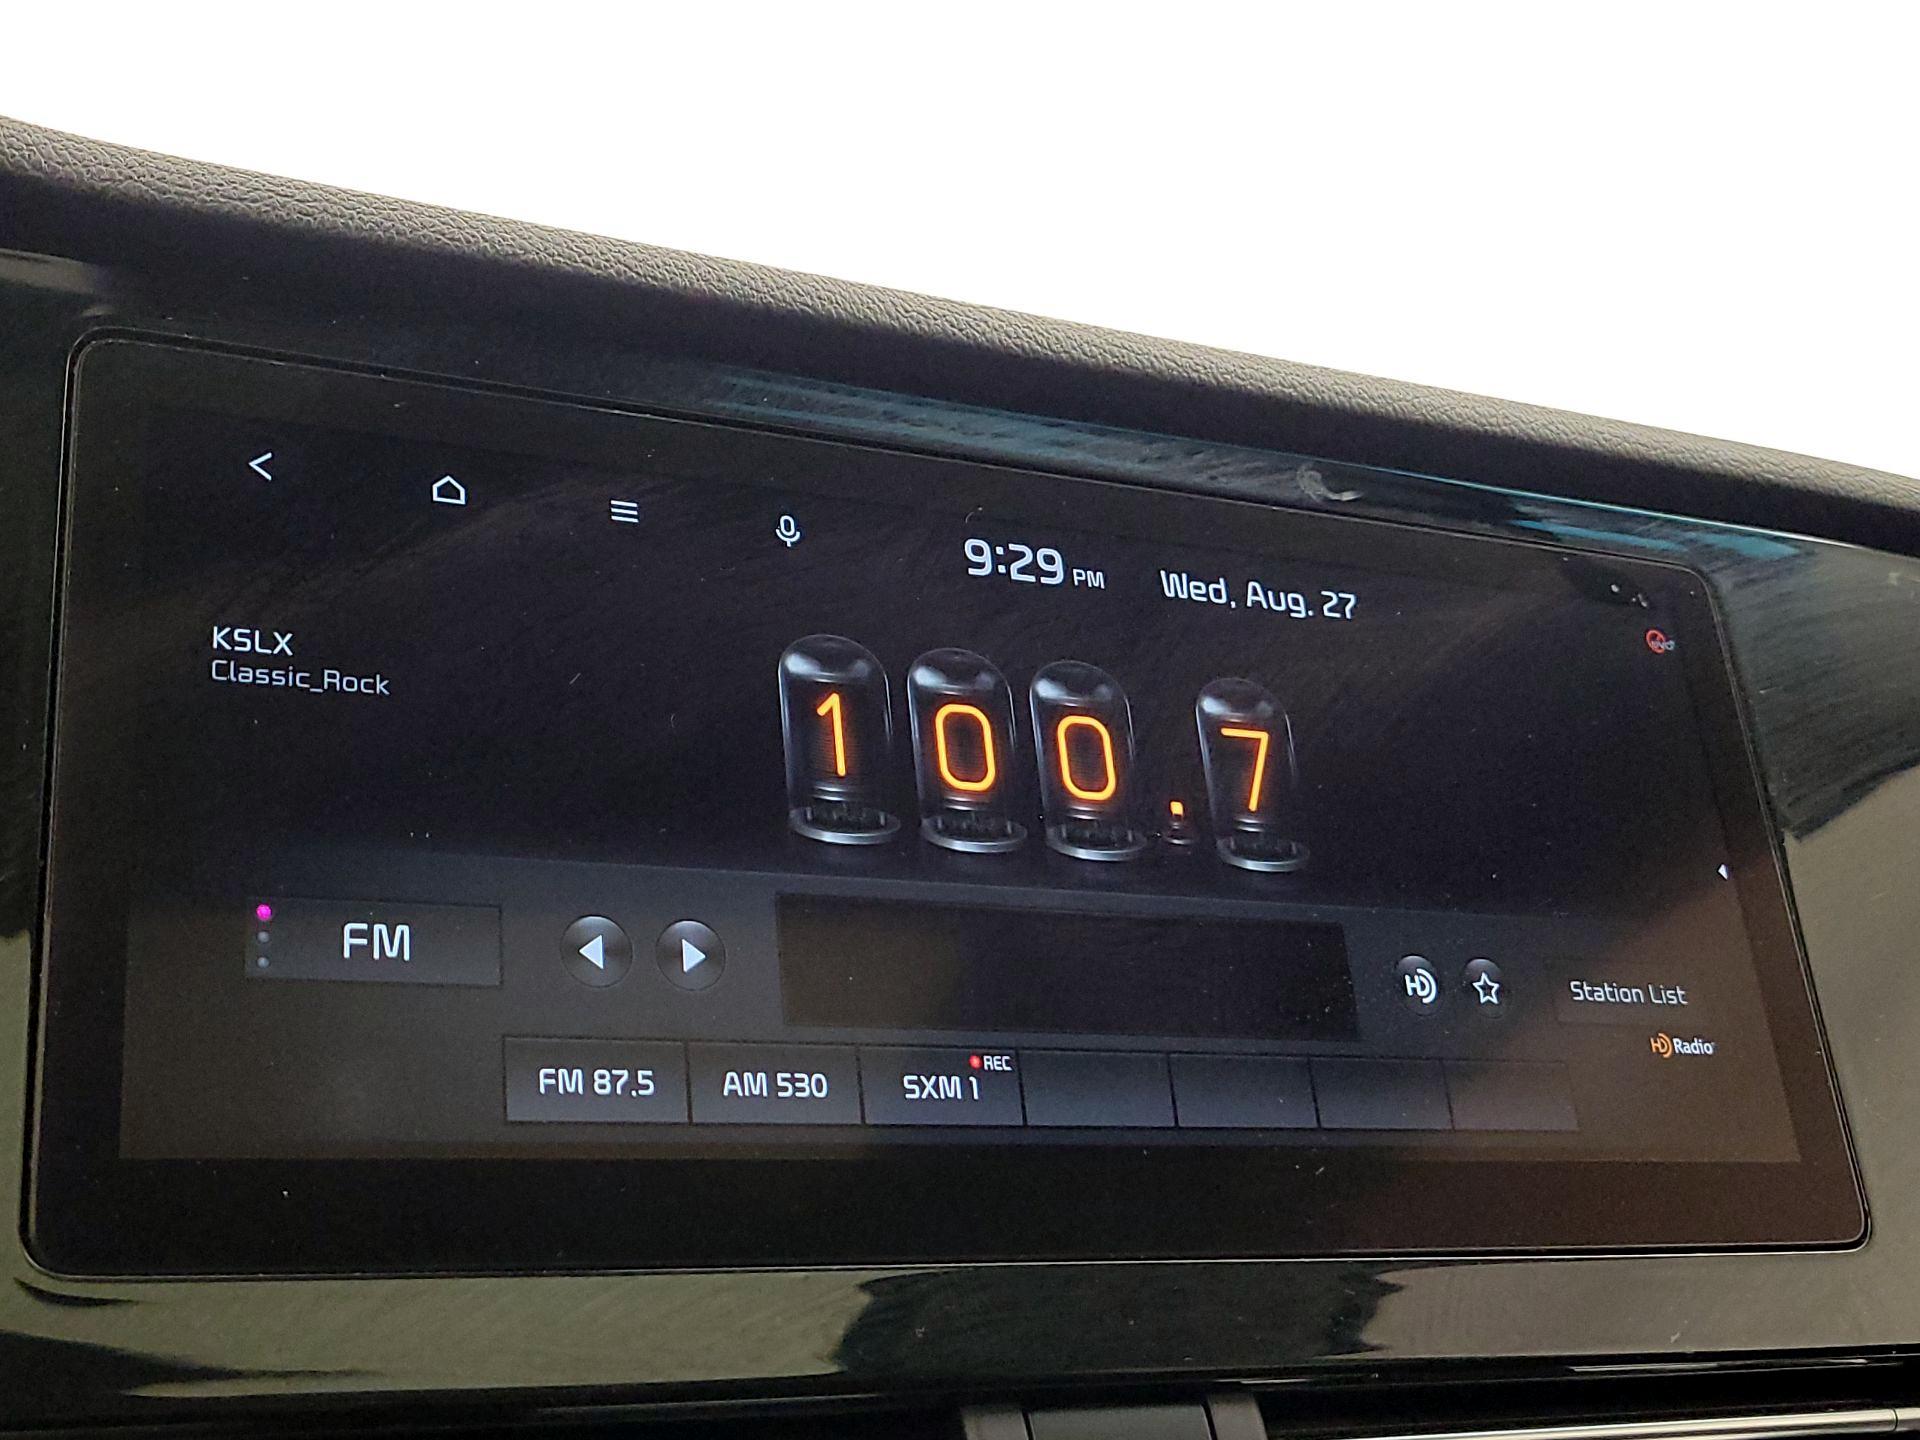 9:29 PM Wed, Aug. 27
KSLX
Classic_Rock
100.7
FM
HD
Station List
HD Radio
FM 87.5
AM 530
REC
SXM 1